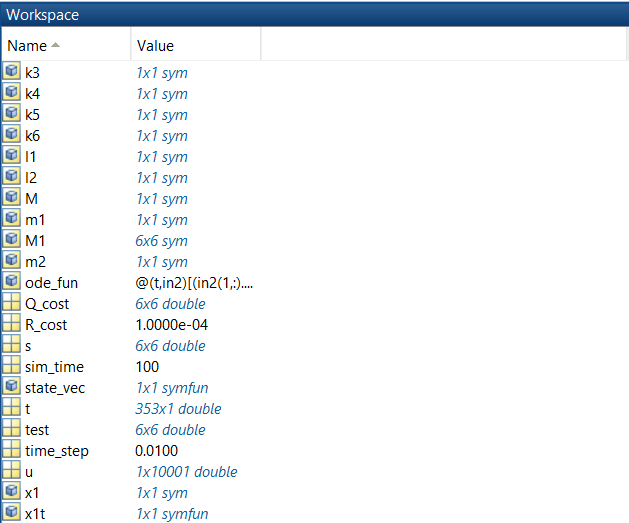 Workspace
Name Value
k3 1x1 sym
k4 1x1 sym
k5 1x1 sym
k6 1x1 sym
l1 1x1 sym
l2 1x1 sym
M 1x1 sym
m1 1x1 sym
M1 6x6 sym
m2 1x1 sym
ode_fun @(t,in2)[(in2(1,:)....
Q_cost 6x6 double
R_cost 1.0000e-04
s 6x6 double
sim_time 100
state_vec 1x1 symfun
t 353x1 double
test 6x6 double
time_step 0.0100
u 1x10001 double
x1 1x1 sym
x1t 1x1 symfun